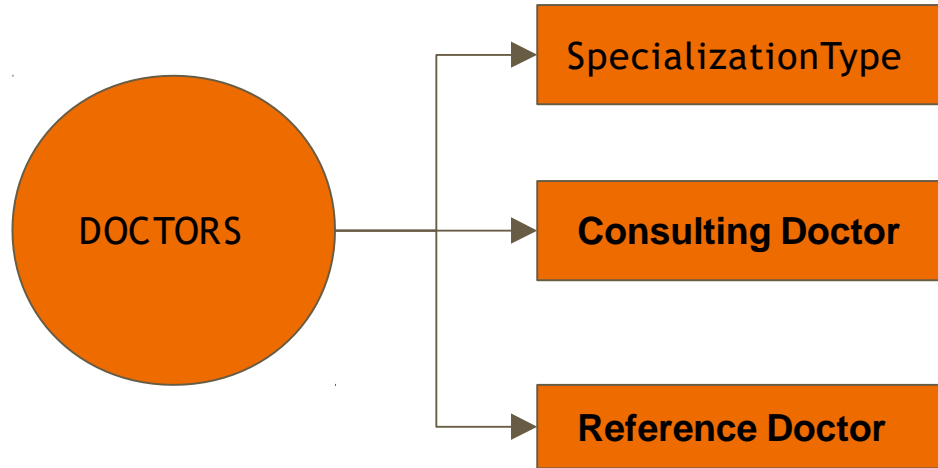 SpecializationType
DOCTORS
Consulting Doctor
Reference Doctor